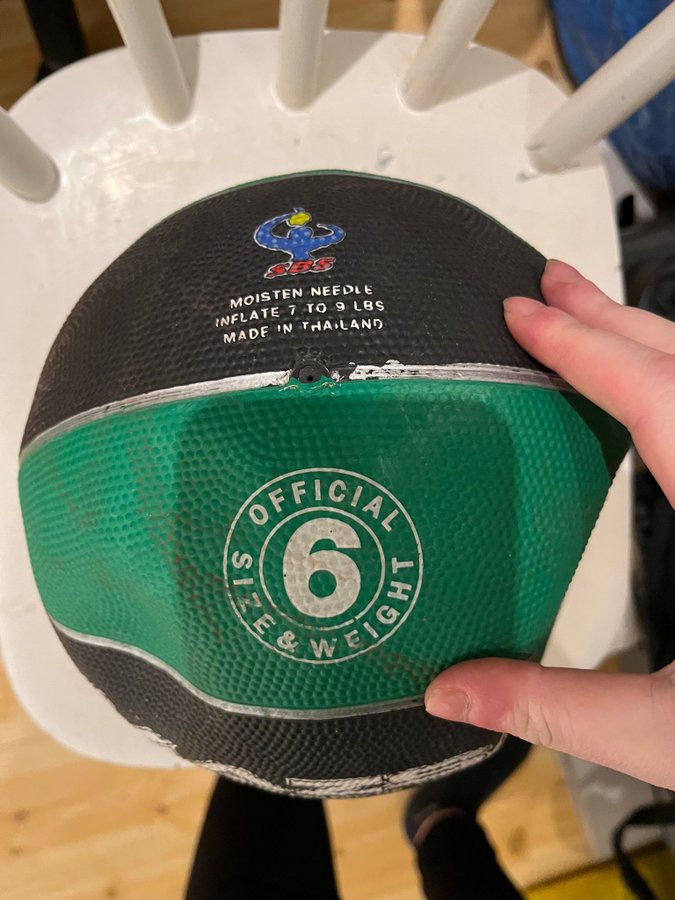 SBS
MOISTEN NEEDLE
INFLATE 7 TO 9 LBS
MADE IN THAILAND
OFFICIAL
6
SIZE & WEIGHT